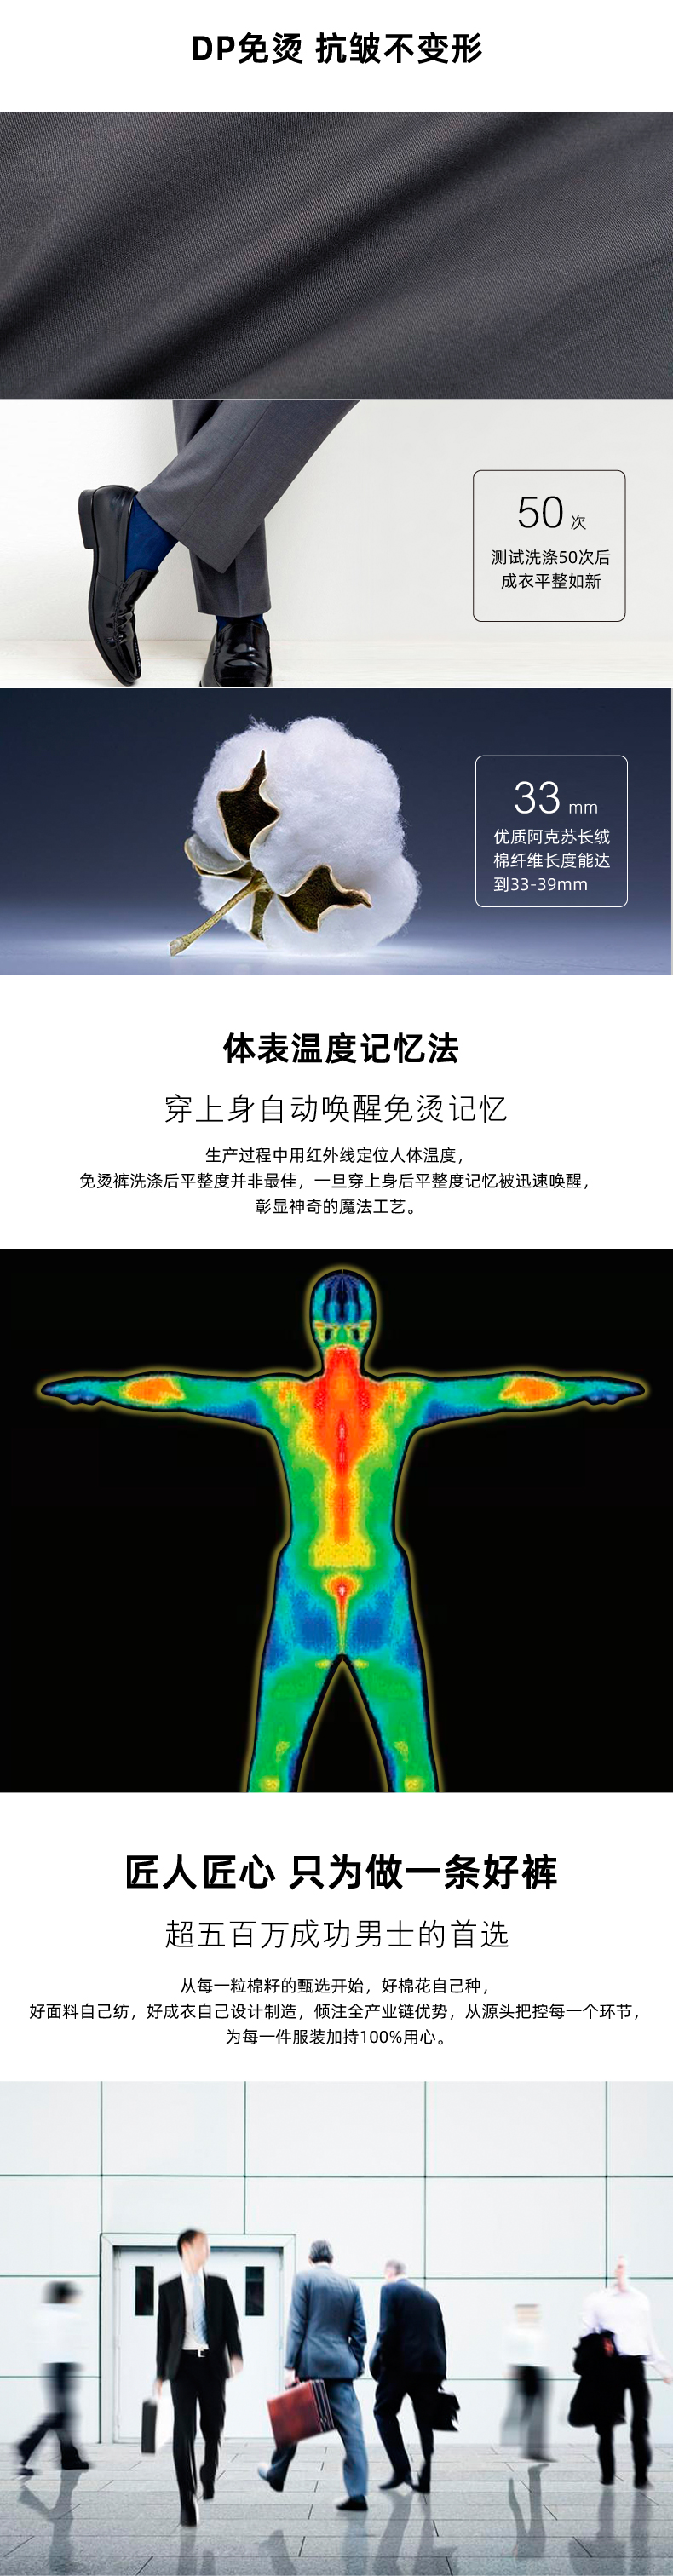 DP免烫 抗皱不变形
50 次
测试洗涤50次后
成衣平整如新
33 mm
优质阿克苏长绒
棉纤维长度能达
到33-39mm
体表温度记忆法
穿上身自动唤醒免烫记忆
生产过程中用红外线定位人体温度，
免烫裤洗涤后平整度并非最佳，一旦穿上身后平整度记忆被迅速唤醒，
彰显神奇的魔法工艺。
匠人匠心 只为做一条好裤
超五百万成功男士的首选
从每一粒棉籽的甄选开始，好棉花自己种，
好面料自己纺，好成衣自己设计制造，倾注全产业链优势，从源头把控每一个环节，
为每一件服装加持100%用心。